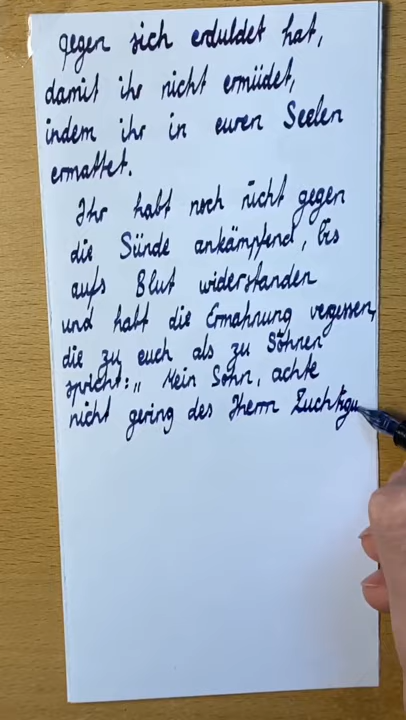 gegen sich erduldet hat,
damit ihr nicht ermüdet,
indem ihr in euren Seelen
ermattet.
Ihr habt noch nicht gegen
die Sünde ankämpfend, bis
aufs Blut widerstanden
und habt die Ermahnung vergessen,
die zu euch als zu Söhnen
spricht: „Mein Sohn, achte
nicht gering des Herrn Züchtigu